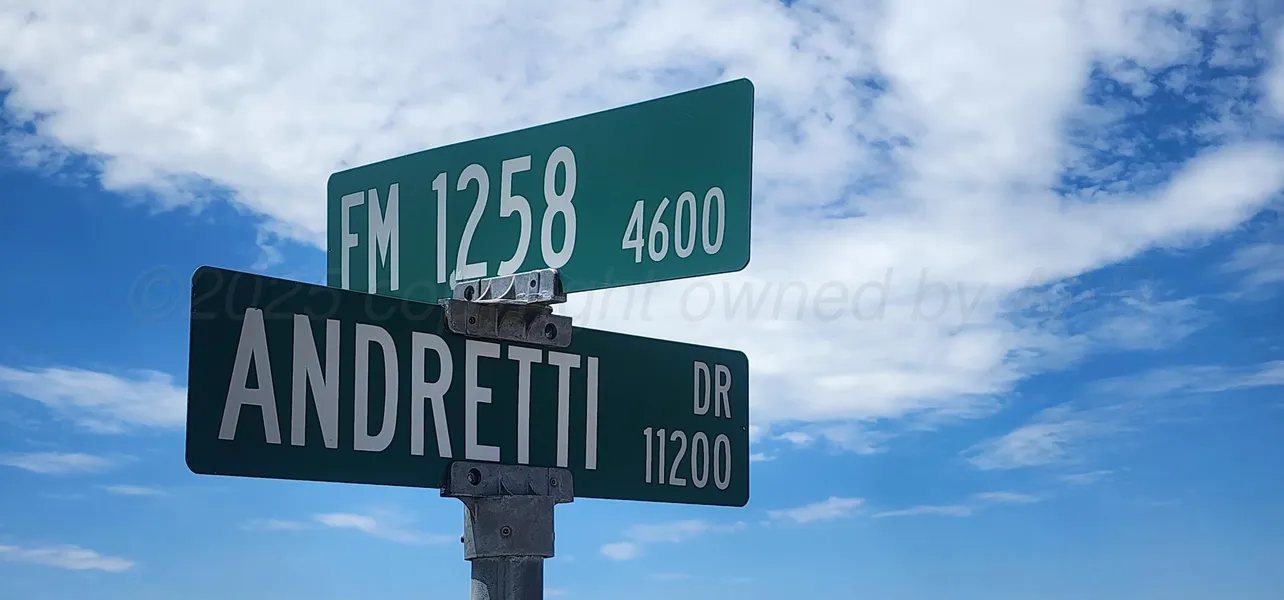 FM 1258 4600
ANDRETTI DR
11200
©2025 copyright owned by